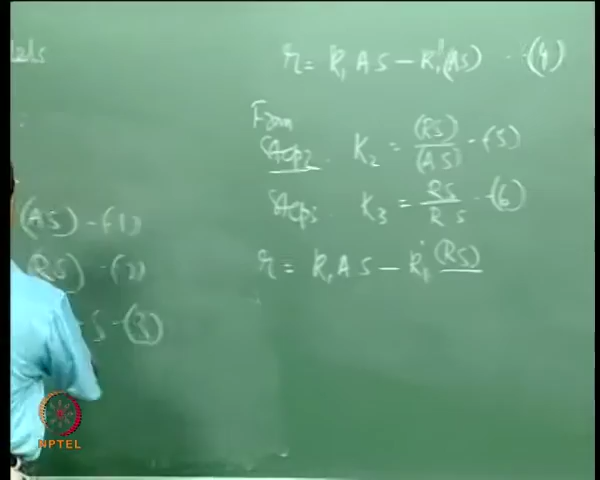 r = k₁ A S − k₁' (AS) - (4)
From
Step 2 K₂ = (RS)/(AS) - (5)
Step 3 K₃ = RS/RS - (6)
r = k₁ A S − k₁' (RS)
(AS) - (1)
(RS) - (2)
S - (3)
NPTEL